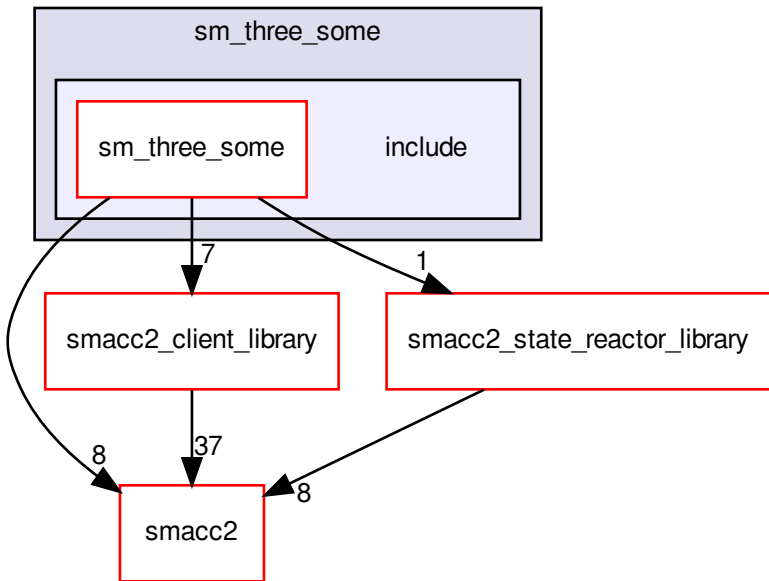 sm_three_some
sm_three_some
include
7
1
smacc2_client_library
smacc2_state_reactor_library
8
37
8
smacc2